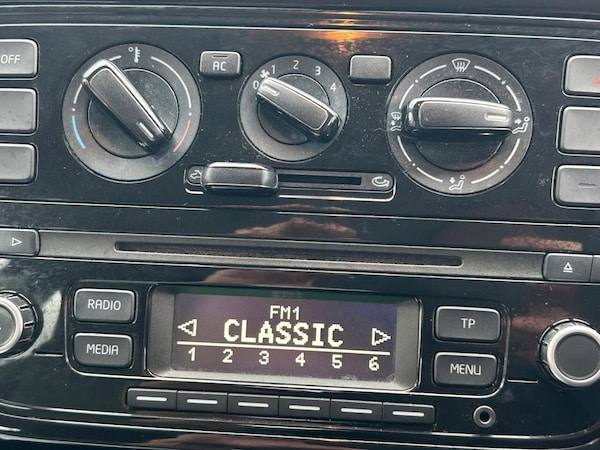 OFF
AC
0 1 2 3 4
RADIO
MEDIA
FM1
CLASSIC
1 2 3 4 5 6
TP
MENU